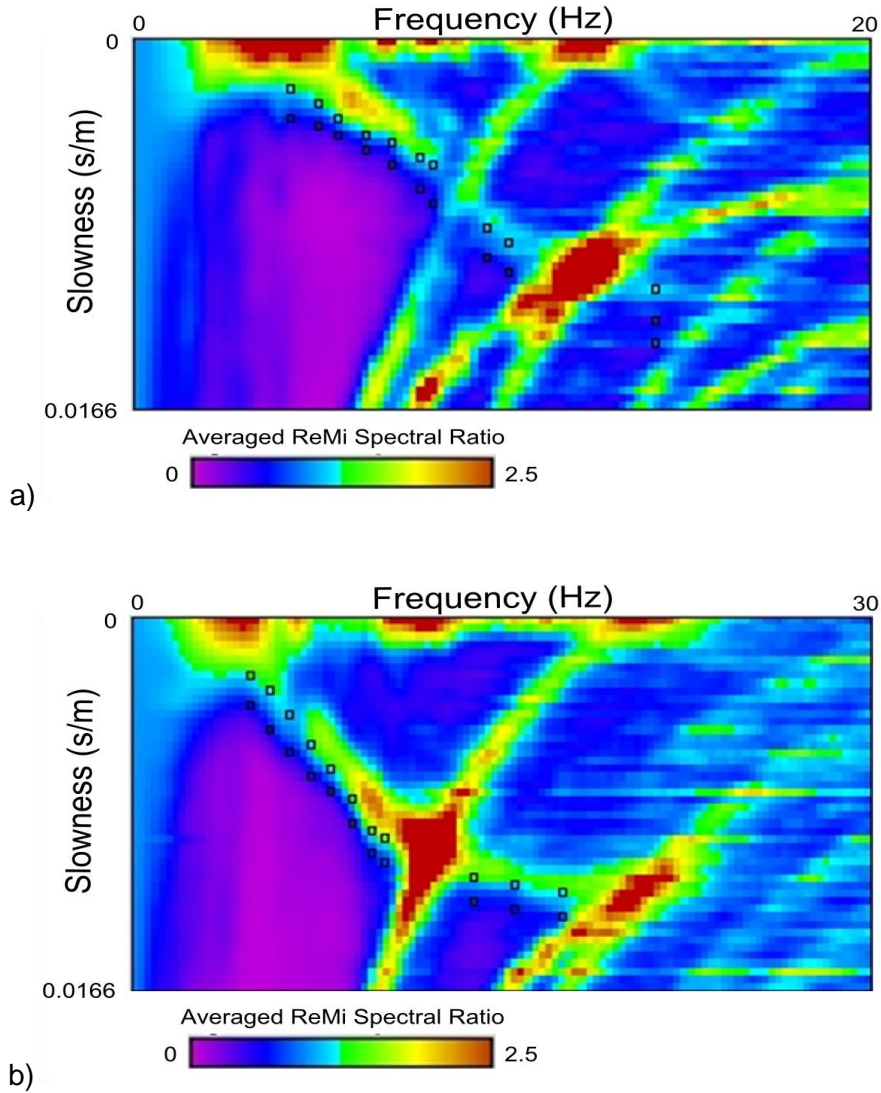 Frequency (Hz)
0 20
0
Slowness (s/m)
0.0166
Averaged ReMi Spectral Ratio
0 2.5
a)
Frequency (Hz)
0 30
0
Slowness (s/m)
0.0166
Averaged ReMi Spectral Ratio
0 2.5
b)